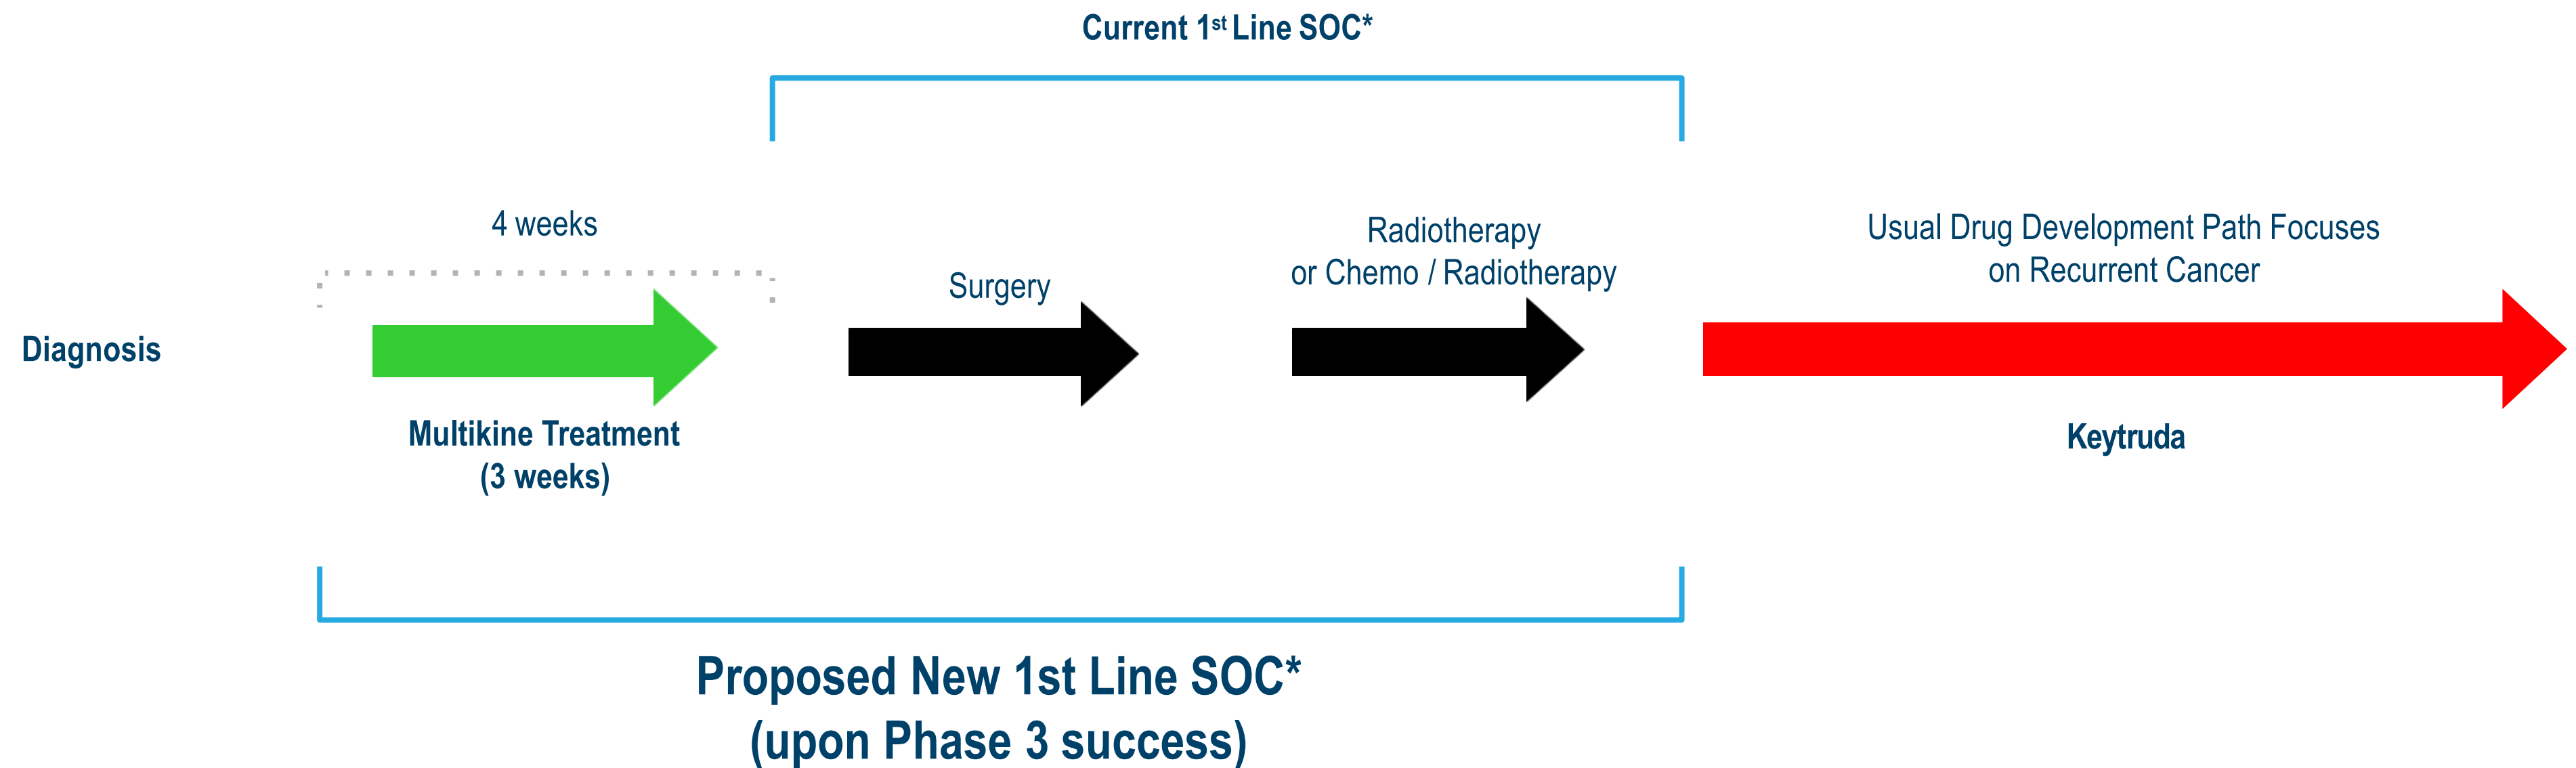 Current 1st Line SOC*
4 weeks
Surgery
Radiotherapy
or Chemo / Radiotherapy
Usual Drug Development Path Focuses
on Recurrent Cancer
Diagnosis
Multikine Treatment
(3 weeks)
Keytruda
Proposed New 1st Line SOC*
(upon Phase 3 success)